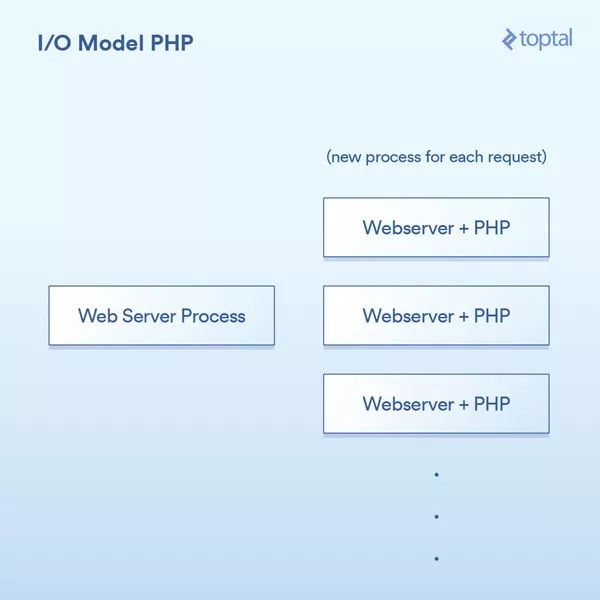 I/O Model PHP
toptal
(new process for each request)
Webserver + PHP
Web Server Process
Webserver + PHP
Webserver + PHP